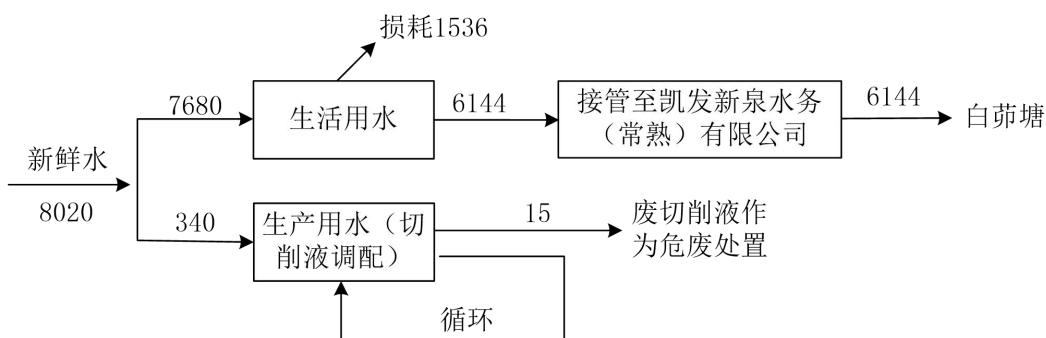 损耗1536
7680
生活用水
6144
接管至凯发新泉水务
（常熟）有限公司
6144
白茆塘
新鲜水
8020
340
生产用水（切
削液调配）
15
废切削液作
为危废处置
循环